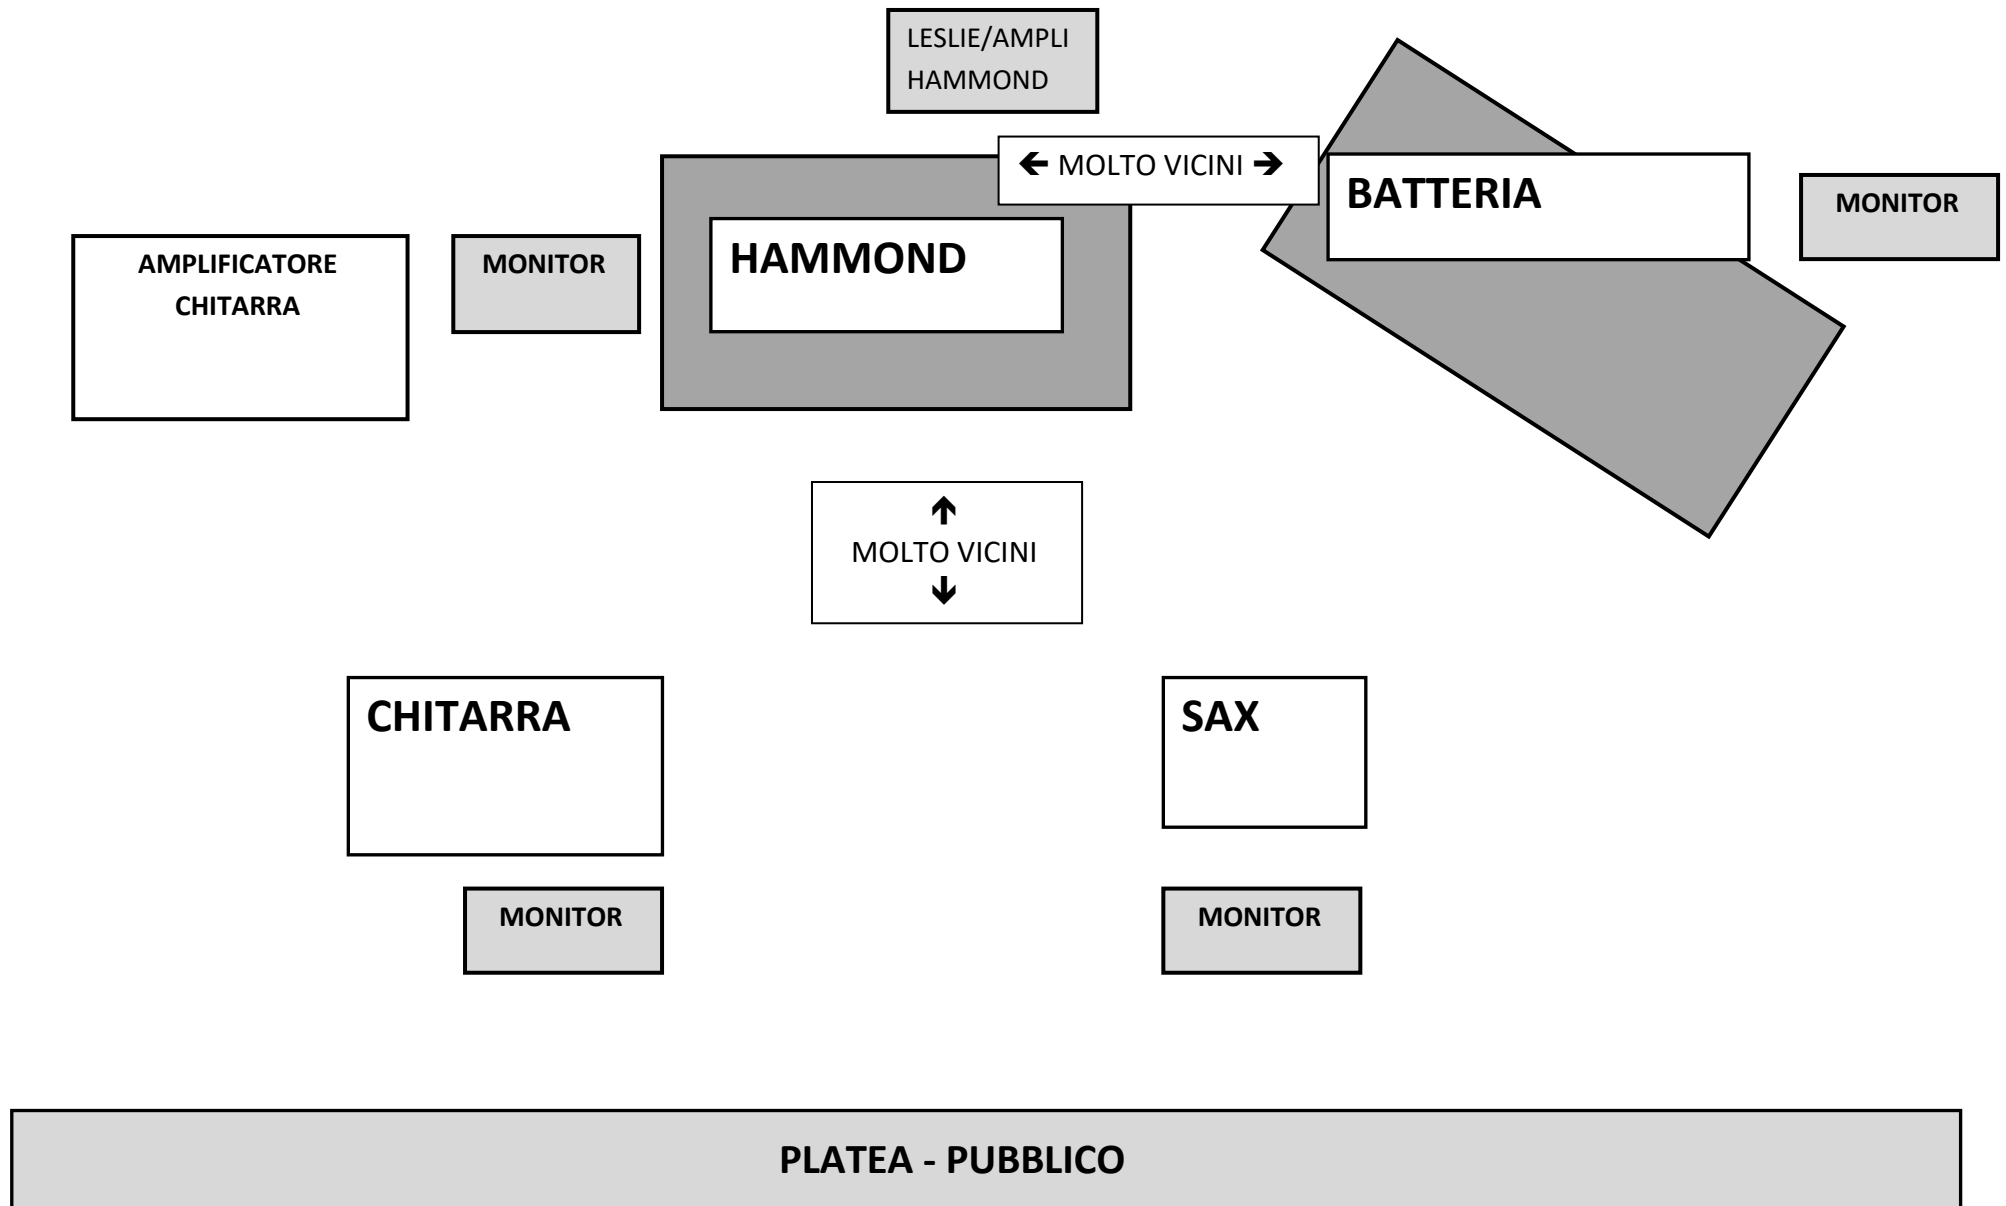 LESLIE/AMPLI
HAMMOND
🡸 MOLTO VICINI 🡺
BATTERIA
MONITOR
AMPLIFICATORE
CHITARRA
MONITOR
HAMMOND
🡹
MOLTO VICINI
🡻
CHITARRA
SAX
MONITOR
MONITOR
PLATEA - PUBBLICO